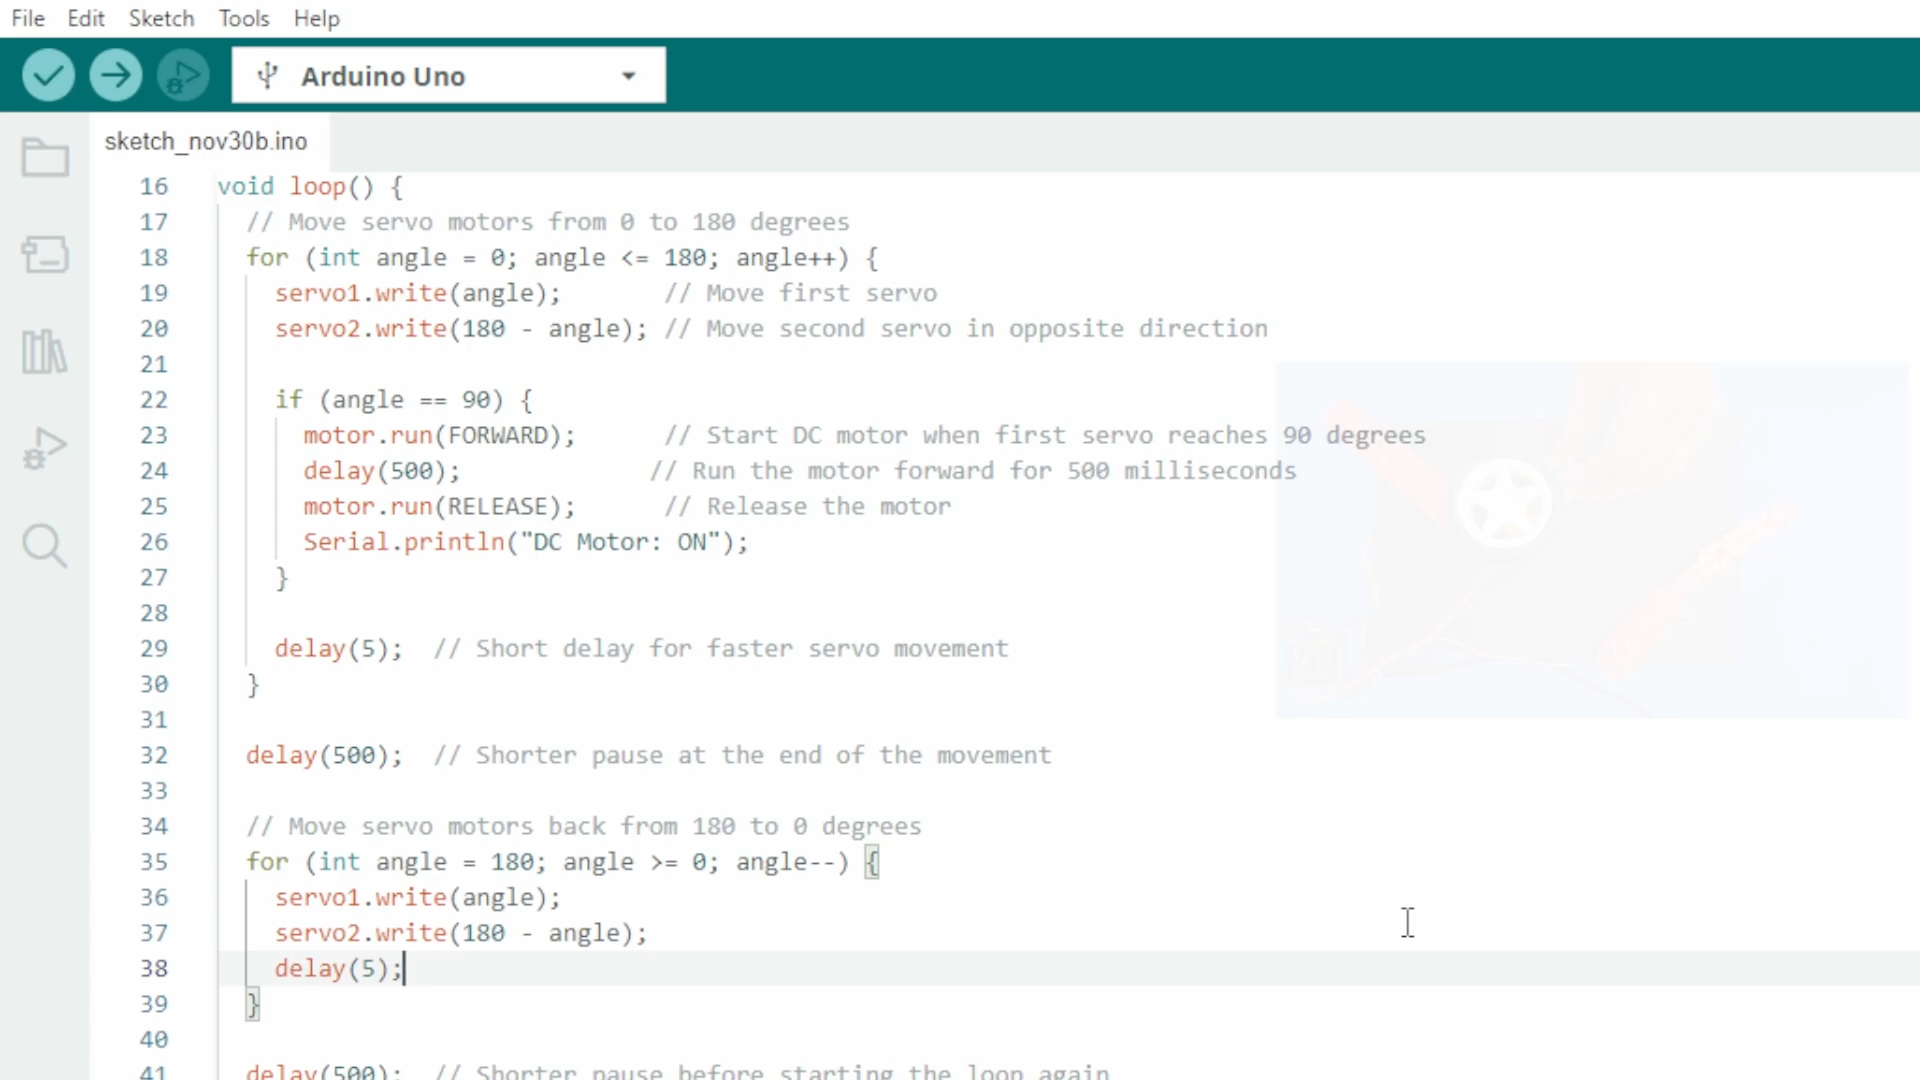 File Edit Sketch Tools Help
Arduino Uno
sketch_nov30b.ino
16 void loop() {
17 // Move servo motors from 0 to 180 degrees
18 for (int angle = 0; angle <= 180; angle++) {
19 servo1.write(angle); // Move first servo
20 servo2.write(180 - angle); // Move second servo in opposite direction
21
22 if (angle == 90) {
23 motor.run(FORWARD); // Start DC motor when first servo reaches 90 degrees
24 delay(500); // Run the motor forward for 500 milliseconds
25 motor.run(RELEASE); // Release the motor
26 Serial.println("DC Motor: ON");
27 }
28
29 delay(5); // Short delay for faster servo movement
30 }
31
32 delay(500); // Shorter pause at the end of the movement
33
34 // Move servo motors back from 180 to 0 degrees
35 for (int angle = 180; angle >= 0; angle--) {
36 servo1.write(angle);
37 servo2.write(180 - angle);
38 delay(5);
39 }
40
41 delay(500); // Shorter pause before starting the loop again